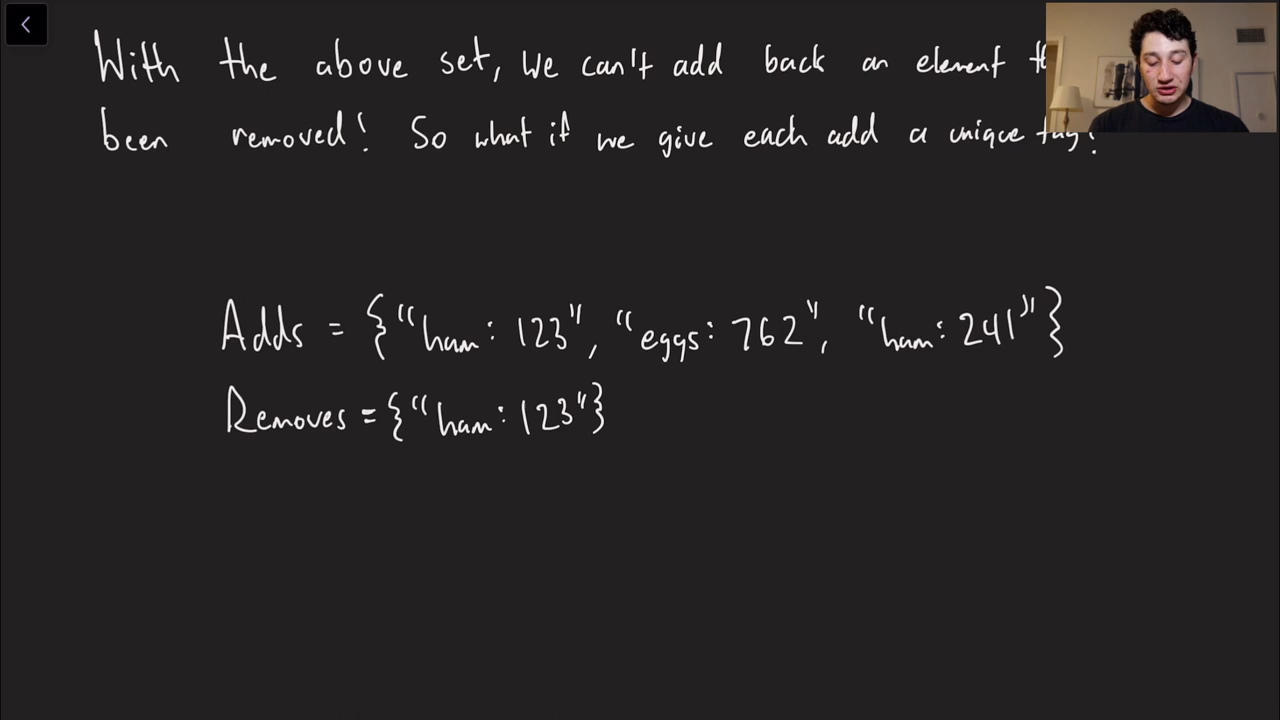 With the above set, we can't add back an element
been removed! So what if we give each add a unique tag?
Adds = {"ham: 123", "eggs: 762", "ham: 241"}
Removes = {"ham: 123"}